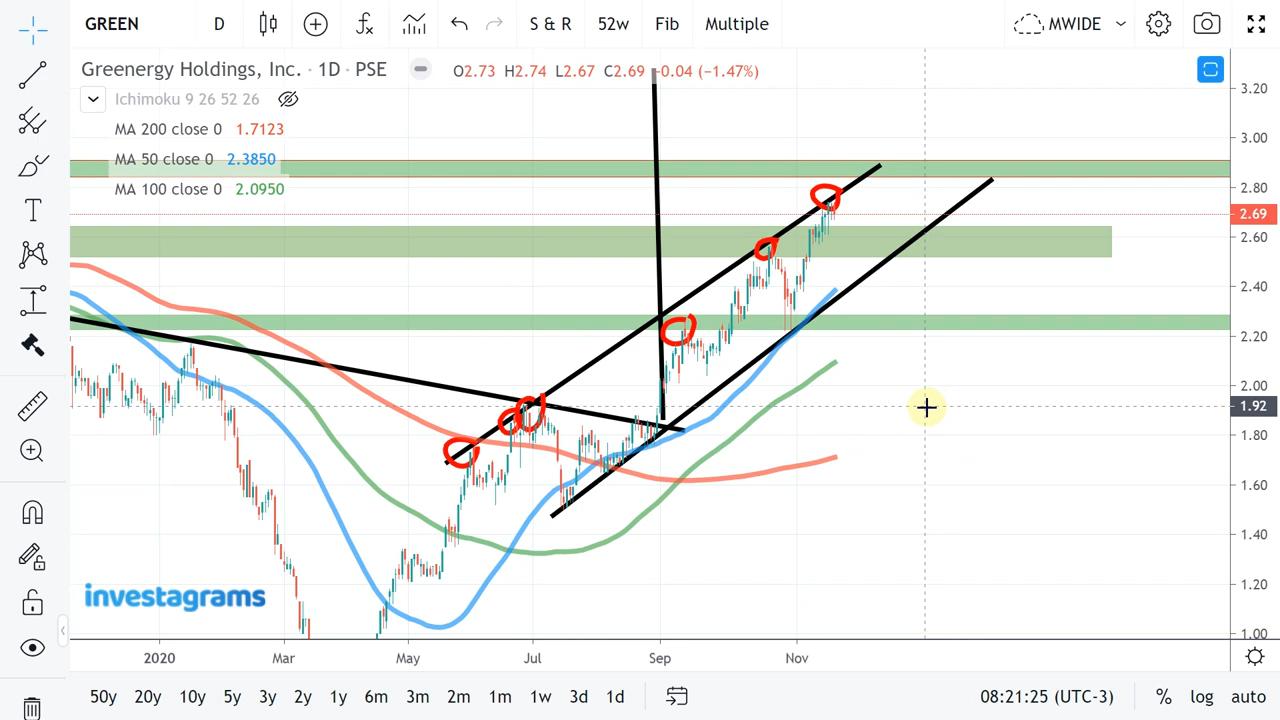 GREEN D S & R 52w Fib Multiple MWIDE
Greenergy Holdings, Inc. · 1D · PSE O2.73 H2.74 L2.67 C2.69 -0.04 (−1.47%)
Ichimoku 9 26 52 26
MA 200 close 0 1.7123
MA 50 close 0 2.3850
MA 100 close 0 2.0950
3.20
3.00
2.80
2.69
2.60
2.40
2.20
2.00
1.92
1.80
1.60
1.40
1.20
1.00
investagrams
2020 Mar May Jul Sep Nov
50y 20y 10y 5y 3y 2y 1y 6m 3m 2m 1m 1w 3d 1d 08:21:25 (UTC-3) % log auto